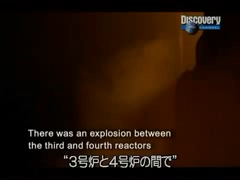 Discovery
CHANNEL
There was an explosion between
the third and fourth reactors
“3号炉と4号炉の間で”